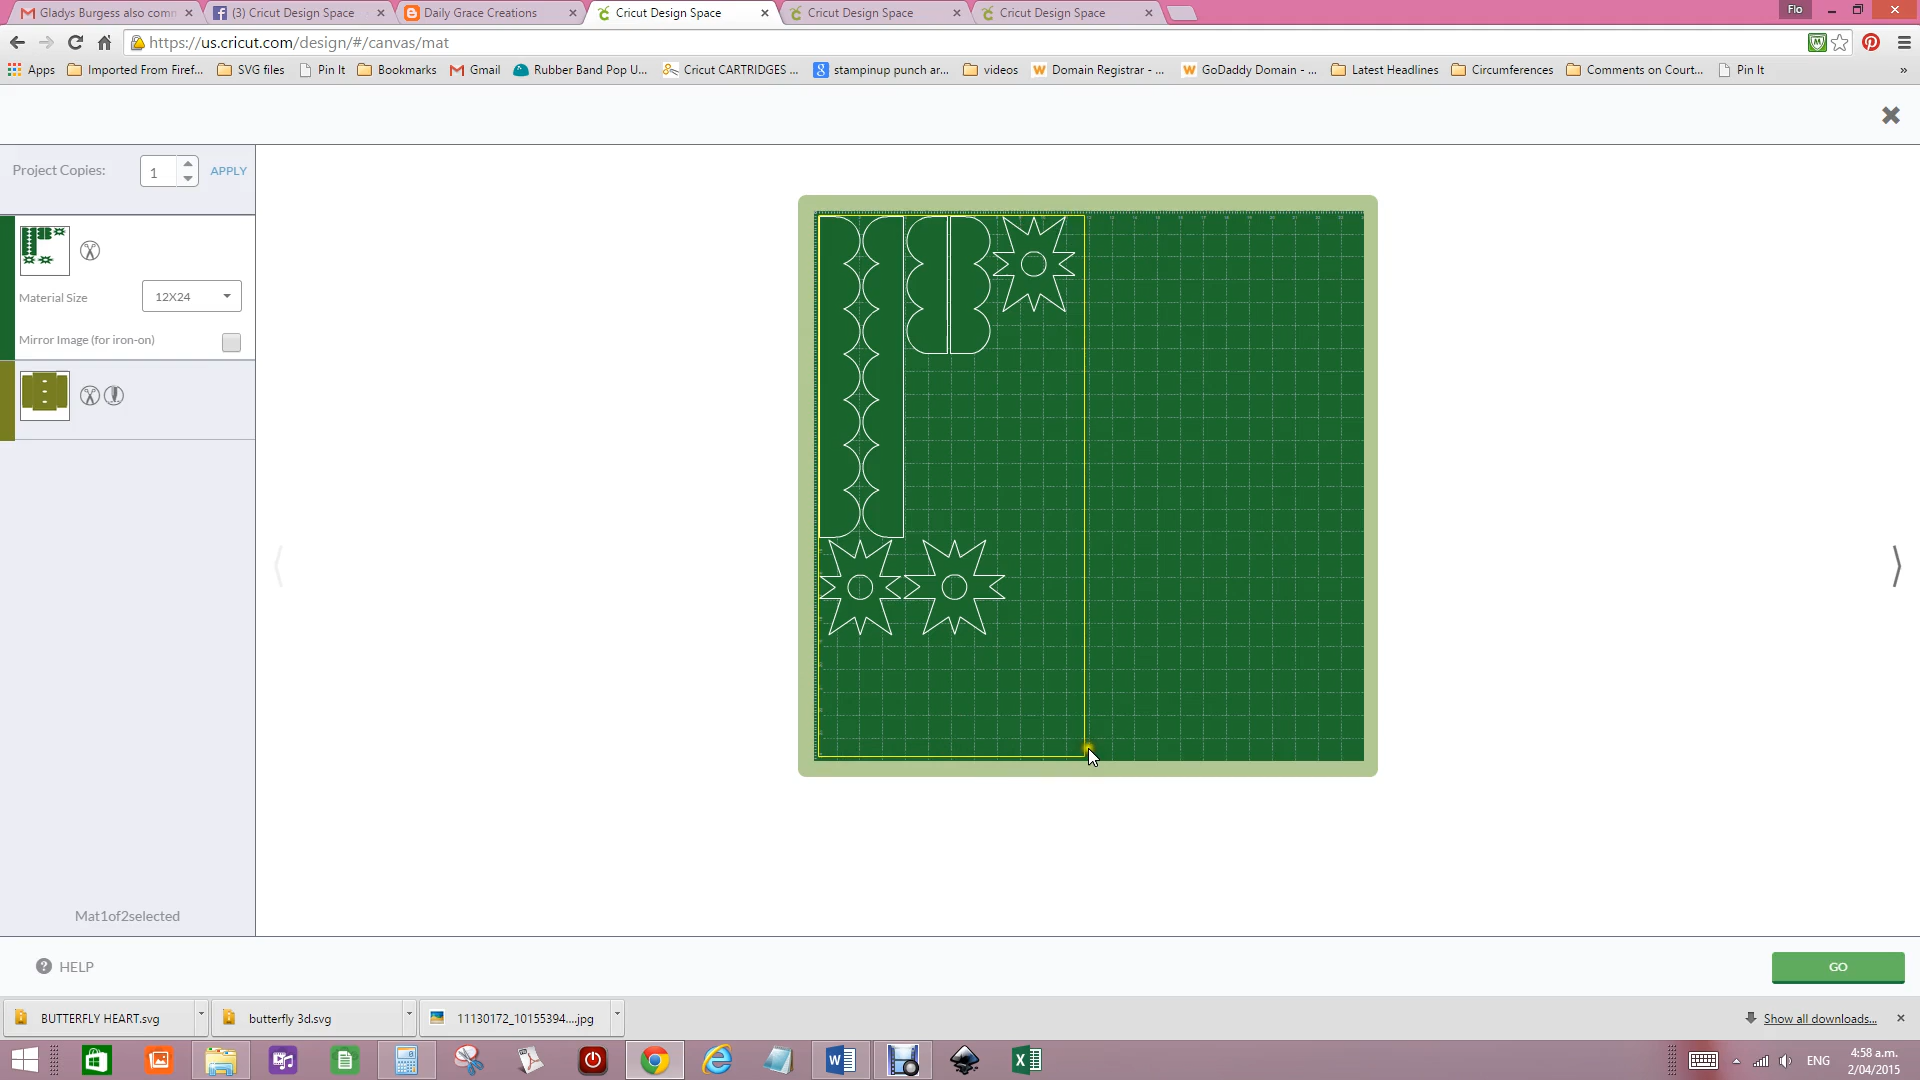 Gladys Burgess also comm
(3) Cricut Design Space
Daily Grace Creations
Cricut Design Space
Cricut Design Space
Cricut Design Space
Flo
https://us.cricut.com/design/#/canvas/mat
Apps
Imported From Firef...
SVG files
Pin It
Bookmarks
Gmail
Rubber Band Pop U...
Cricut CARTRIDGES ...
stampinup punch ar...
videos
Domain Registrar - ...
GoDaddy Domain - ...
Latest Headlines
Circumferences
Comments on Court...
Pin It
»
Project Copies:
1
APPLY
Material Size
12X24
Mirror Image (for iron-on)
Mat1of2selected
HELP
GO
BUTTERFLY HEART.svg
butterfly 3d.svg
11130172_10155394....jpg
Show all downloads...
ENG
4:58 a.m.
2/04/2015